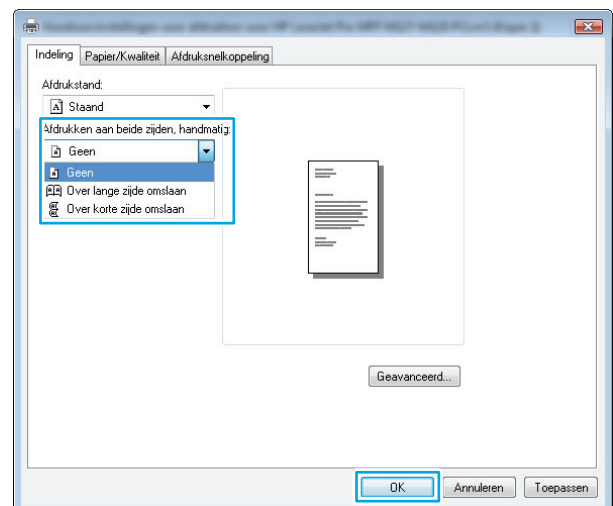 Indeling Papier/Kwaliteit Afdruksnelkoppeling
Afdrukstand:
A Staand
Afdrukken aan beide zijden, handmatig:
Geen
Geen
Over lange zijde omslaan
Over korte zijde omslaan
Geavanceerd...
OK Annuleren Toepassen